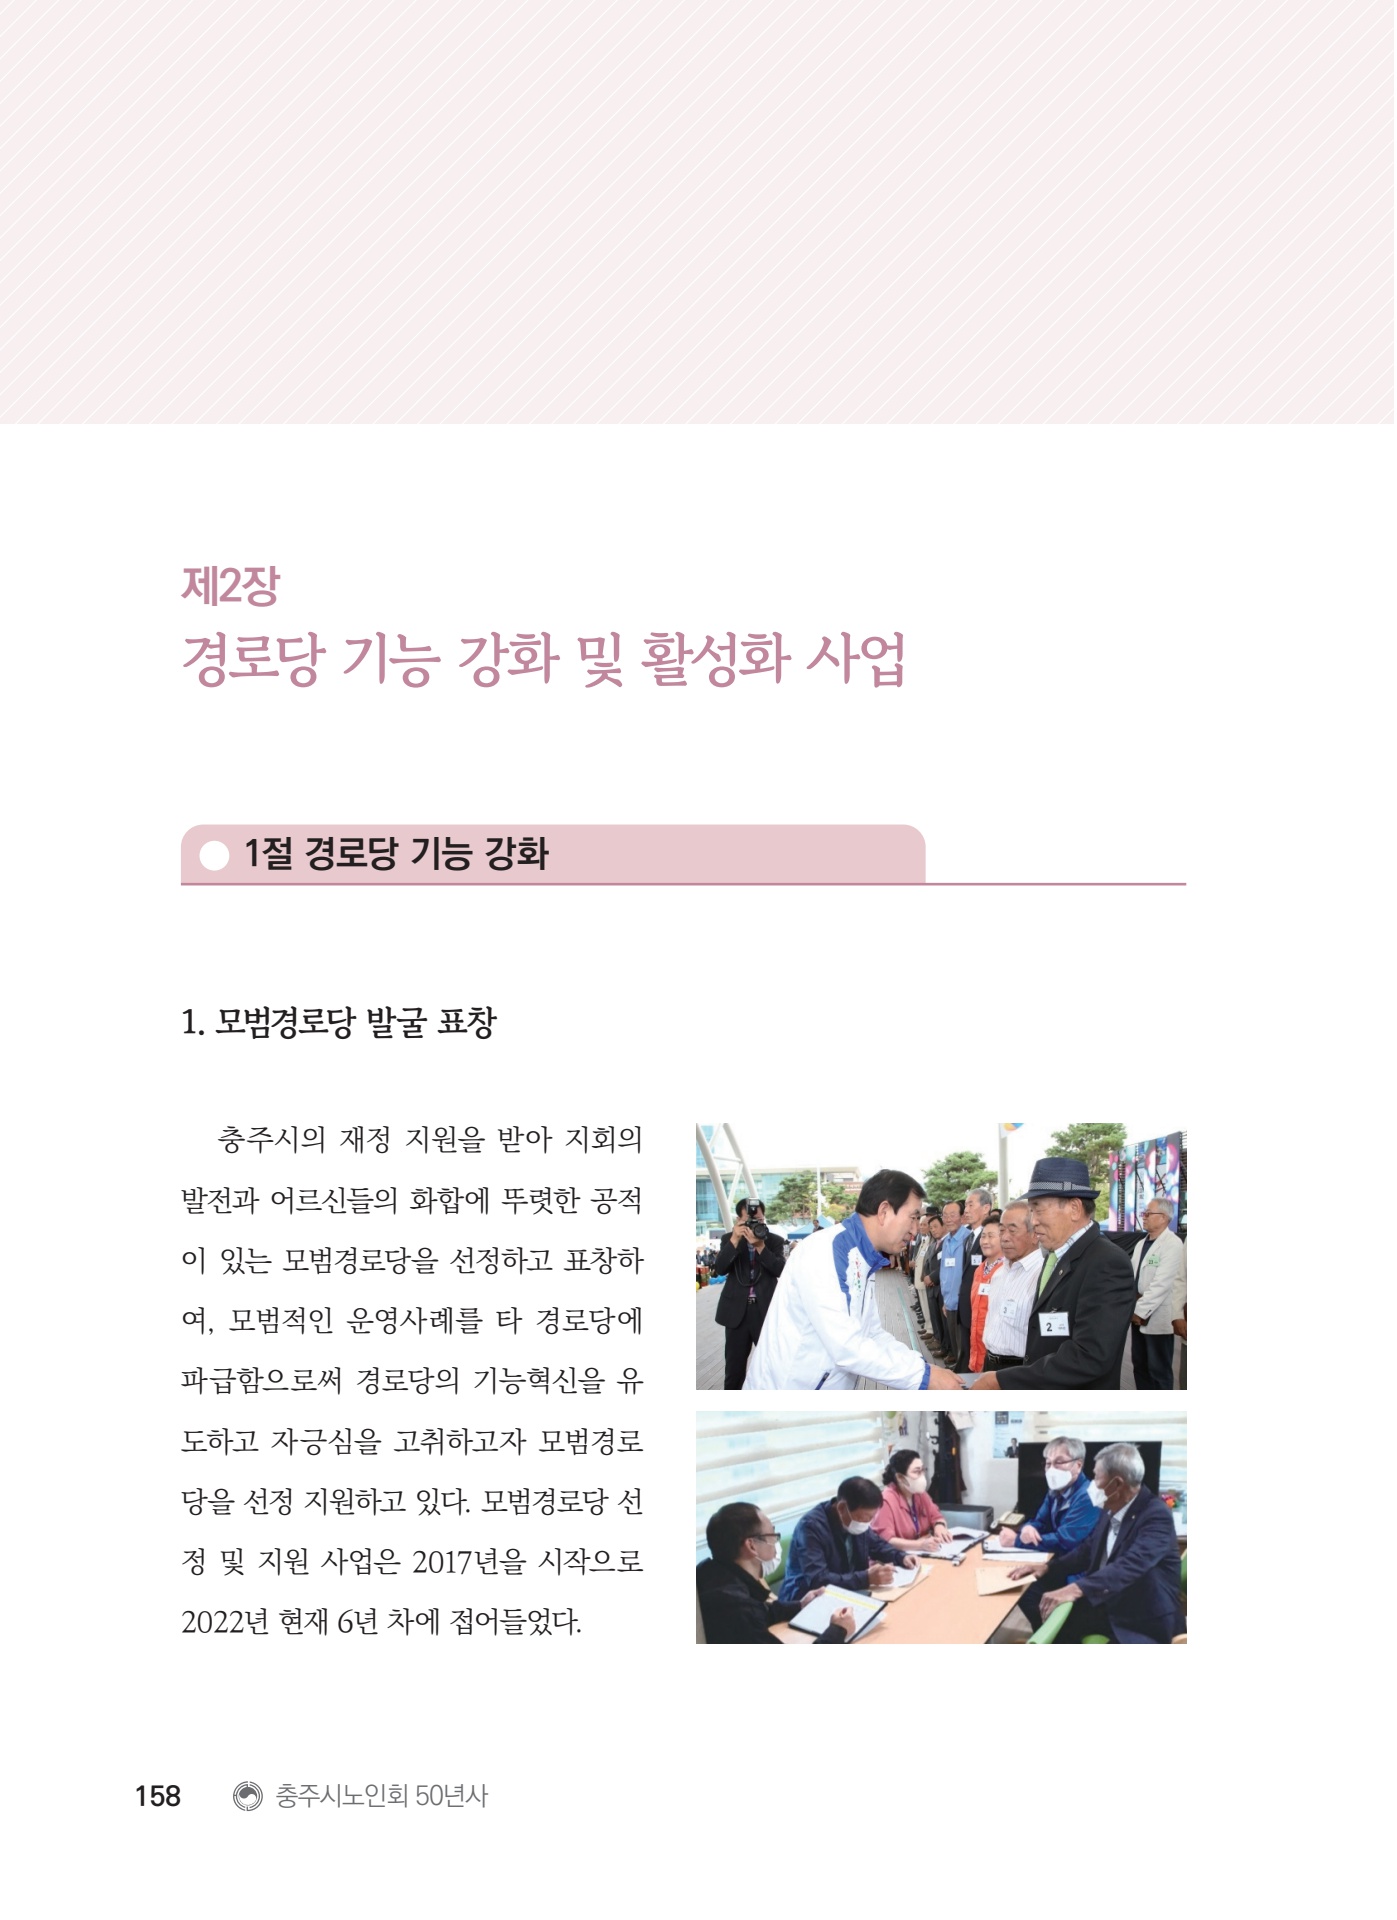 제2장
경로당 기능 강화 및 활성화 사업
1절 경로당 기능 강화
1. 모범경로당 발굴 표창
충주시의 재정 지원을 받아 지회의
발전과 어르신들의 화합에 뚜렷한 공적
이 있는 모범경로당을 선정하고 표창하
여, 모범적인 운영사례를 타 경로당에
파급함으로써 경로당의 기능혁신을 유
도하고 자긍심을 고취하고자 모범경로
당을 선정 지원하고 있다. 모범경로당 선
정 및 지원 사업은 2017년을 시작으로
2022년 현재 6년 차에 접어들었다.
2
3
158
충주시노인회 50년사